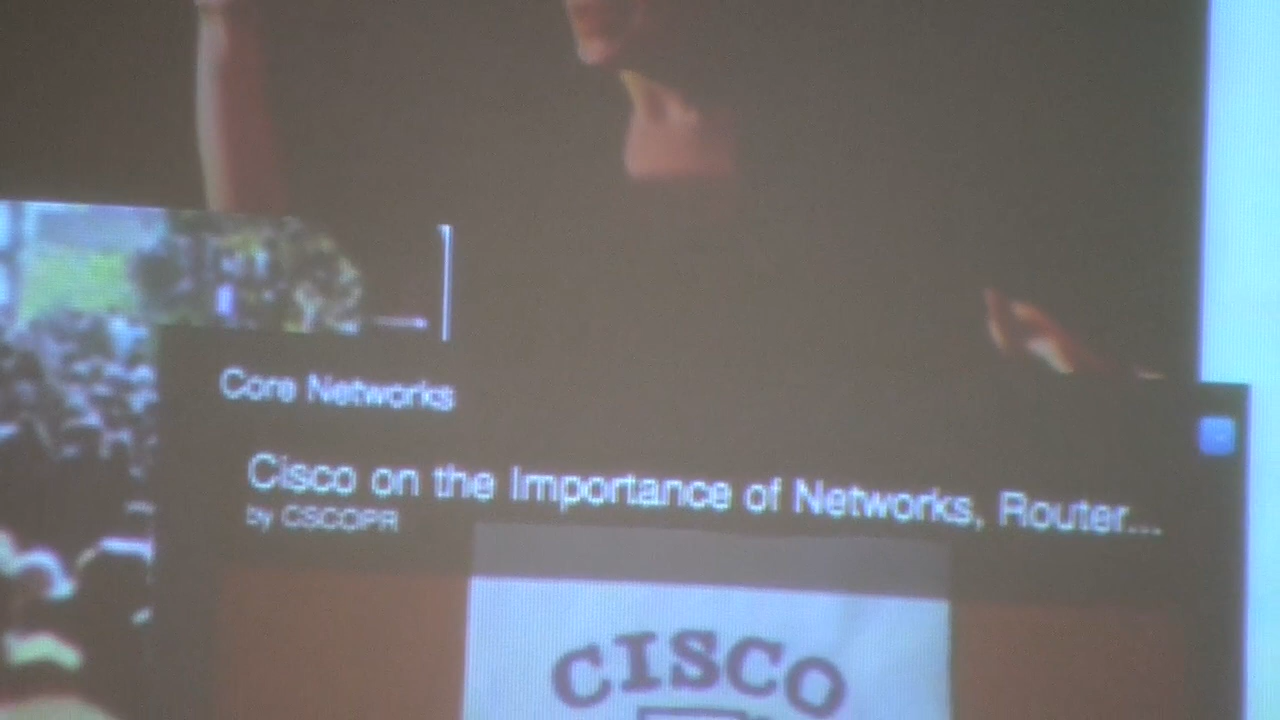 Core Networks
Cisco on the Importance of Networks, Router...
by CSCOPR
CISCO